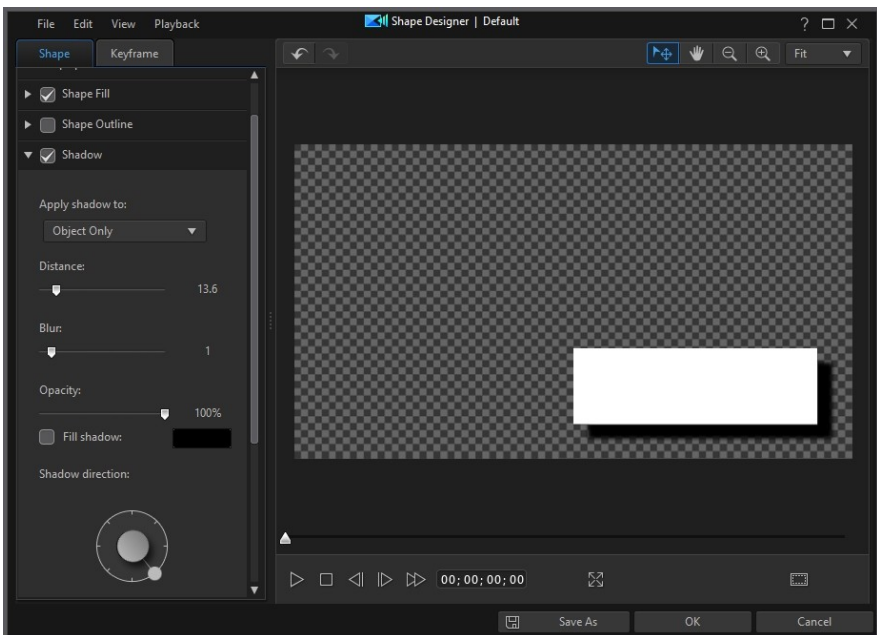 File Edit View Playback
Shape Designer | Default
?
Shape Keyframe
Fit
Shape Fill
Shape Outline
Shadow
Apply shadow to:
Object Only
Distance:
13.6
Blur:
1
Opacity:
100%
Fill shadow:
Shadow direction:
00;00;00;00
Save As OK Cancel